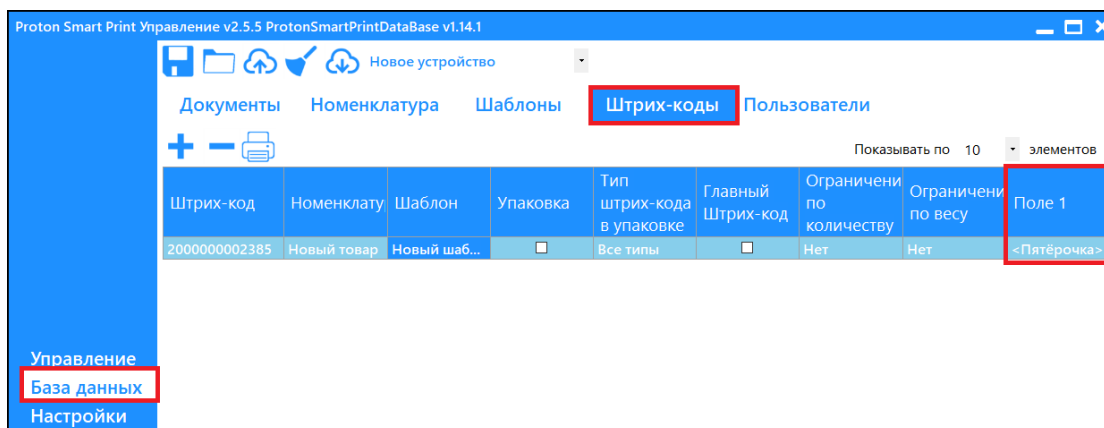 Proton Smart Print Управление v2.5.5 ProtonSmartPrintDataBase v1.14.1
Новое устройство
Документы Номенклатура Шаблоны Штрих-коды Пользователи
Показывать по 10 элементов
Штрих-код Номенклату Шаблон Упаковка Тип штрих-кода в упаковке Главный Штрих-код Ограничени по количеству Ограничени по весу Поле 1
2000000002385 Новый товар Новый шаб... Все типы Нет Нет <Пятёрочка>
Управление
База данных
Настройки